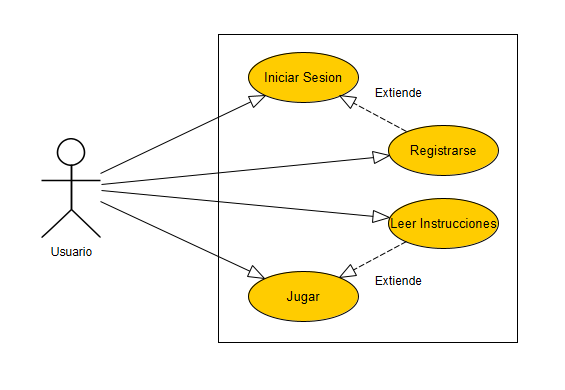 Iniciar Sesion
Extiende
Registrarse
Leer Instrucciones
Usuario
Extiende
Jugar